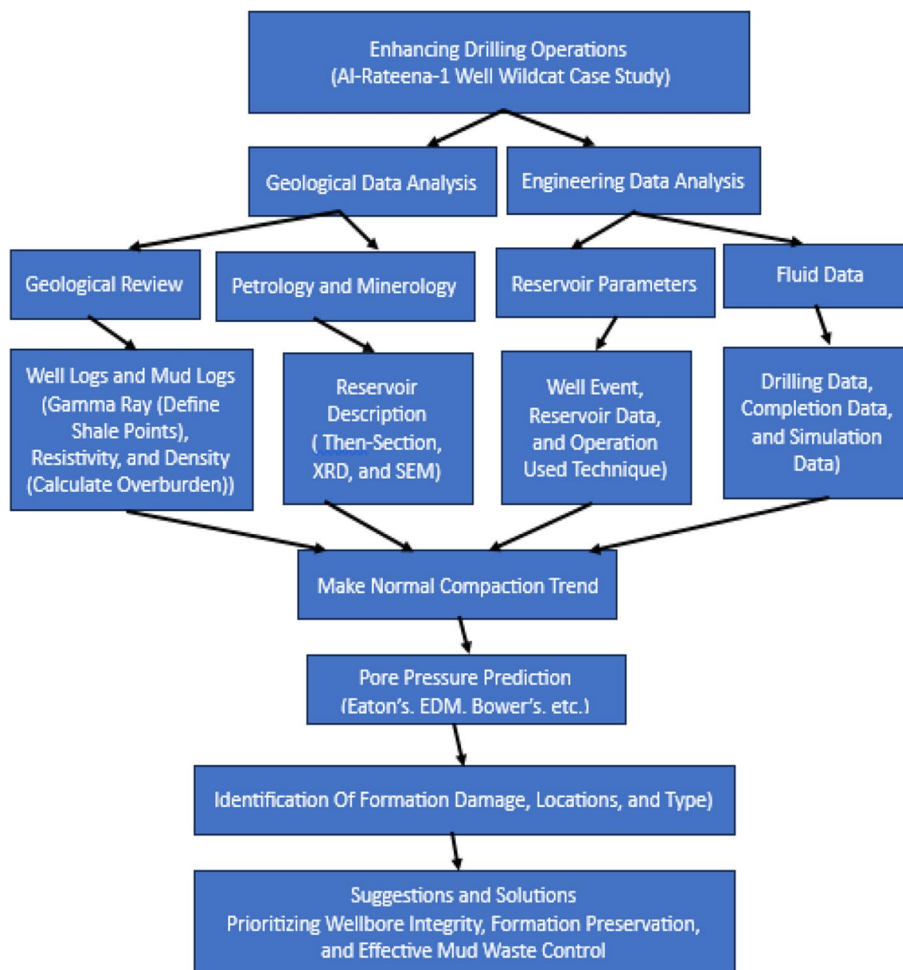 Enhancing Drilling Operations
(Al-Rateena-1 Well Wildcat Case Study)
Geological Data Analysis
Engineering Data Analysis
Geological Review
Petrology and Minerology
Reservoir Parameters
Fluid Data
Well Logs and Mud Logs
(Gamma Ray (Define
Shale Points),
Resistivity, and Density
(Calculate Overburden))
Reservoir
Description
( Then-Section,
XRD, and SEM)
Well Event,
Reservoir Data,
and Operation
Used Technique)
Drilling Data,
Completion Data,
and Simulation
Data)
Make Normal Compaction Trend
Pore Pressure Prediction
(Eaton's, EDM, Bower's, etc.)
Identification Of Formation Damage, Locations, and Type)
Suggestions and Solutions
Prioritizing Wellbore Integrity, Formation Preservation,
and Effective Mud Waste Control